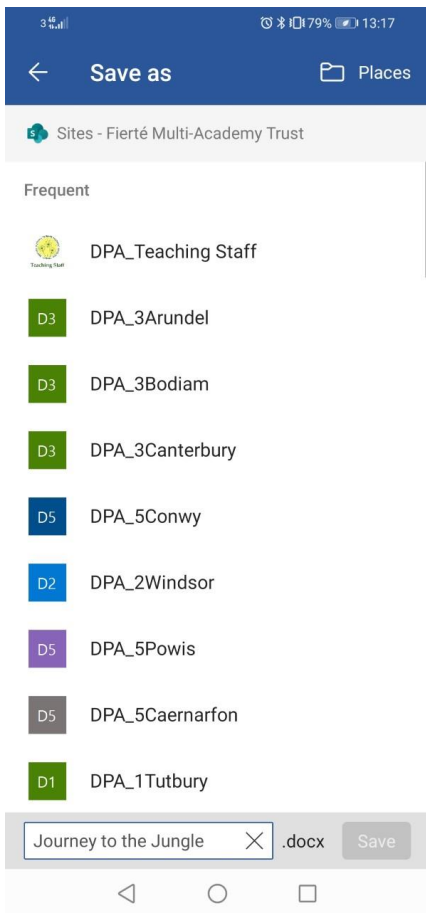 3 46 79% 13:17
Save as Places
Sites - Fierté Multi-Academy Trust
Frequent
Teaching Staff
DPA_Teaching Staff
D3 DPA_3Arundel
D3 DPA_3Bodiam
D3 DPA_3Canterbury
D5 DPA_5Conwy
D2 DPA_2Windsor
D5 DPA_5Powis
D5 DPA_5Caernarfon
D1 DPA_1Tutbury
Journey to the Jungle .docx Save